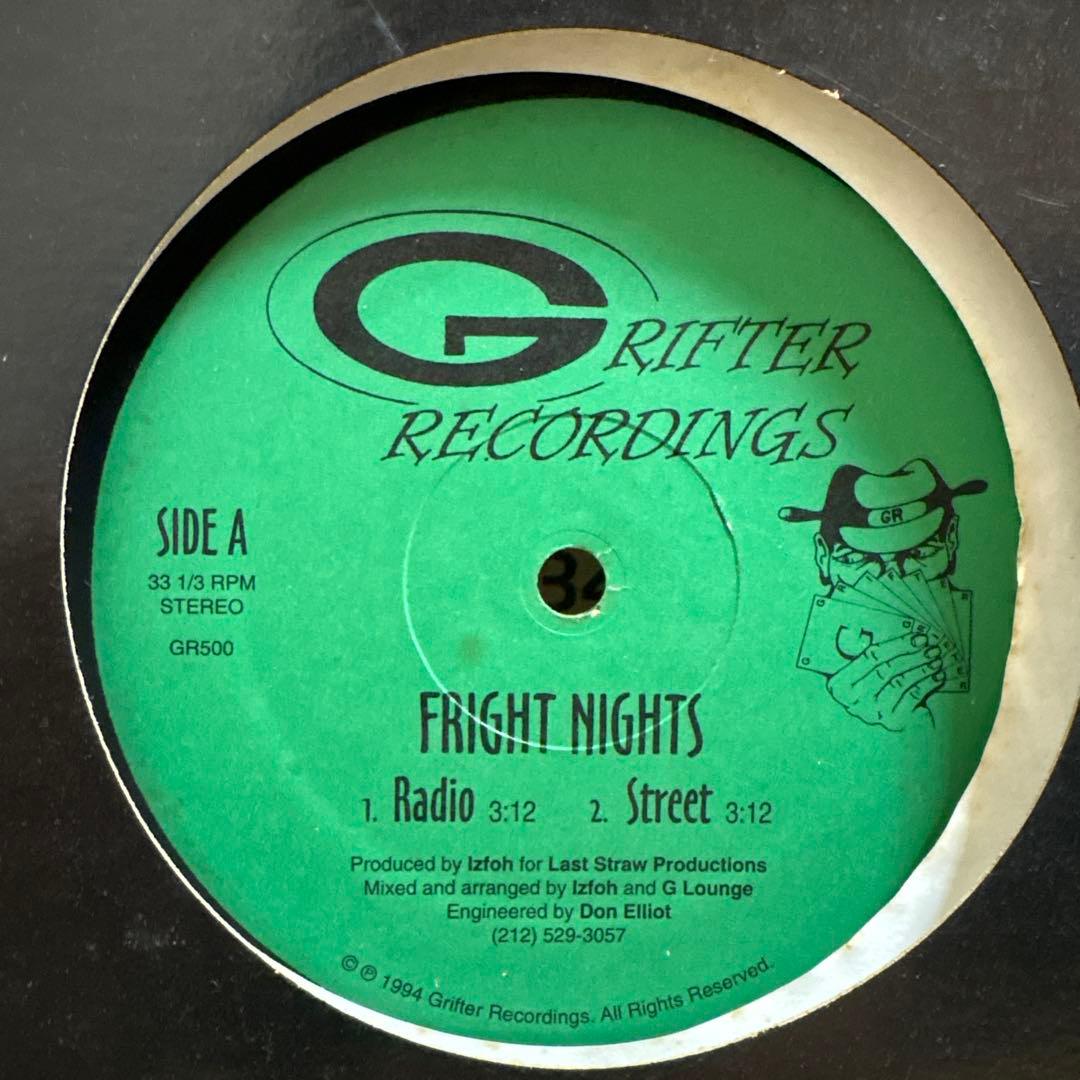 GRIFTER
RECORDINGS
GR
SIDE A
33 1/3 RPM
STEREO
GR500
FRIGHT NIGHTS
1. Radio 3:12 2. Street 3:12
Produced by Izfoh for Last Straw Productions
Mixed and arranged by Izfoh and G Lounge
Engineered by Don Elliot
(212) 529-3057
© ℗ 1994 Grifter Recordings. All Rights Reserved.